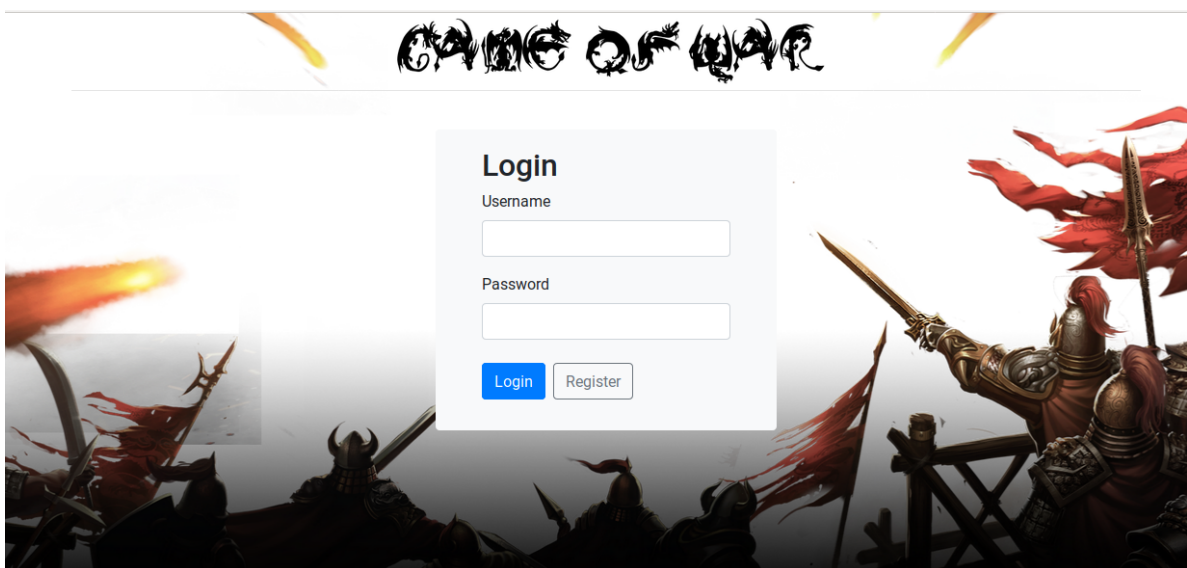 GAME OF WAR
Login
Username
Password
Login Register